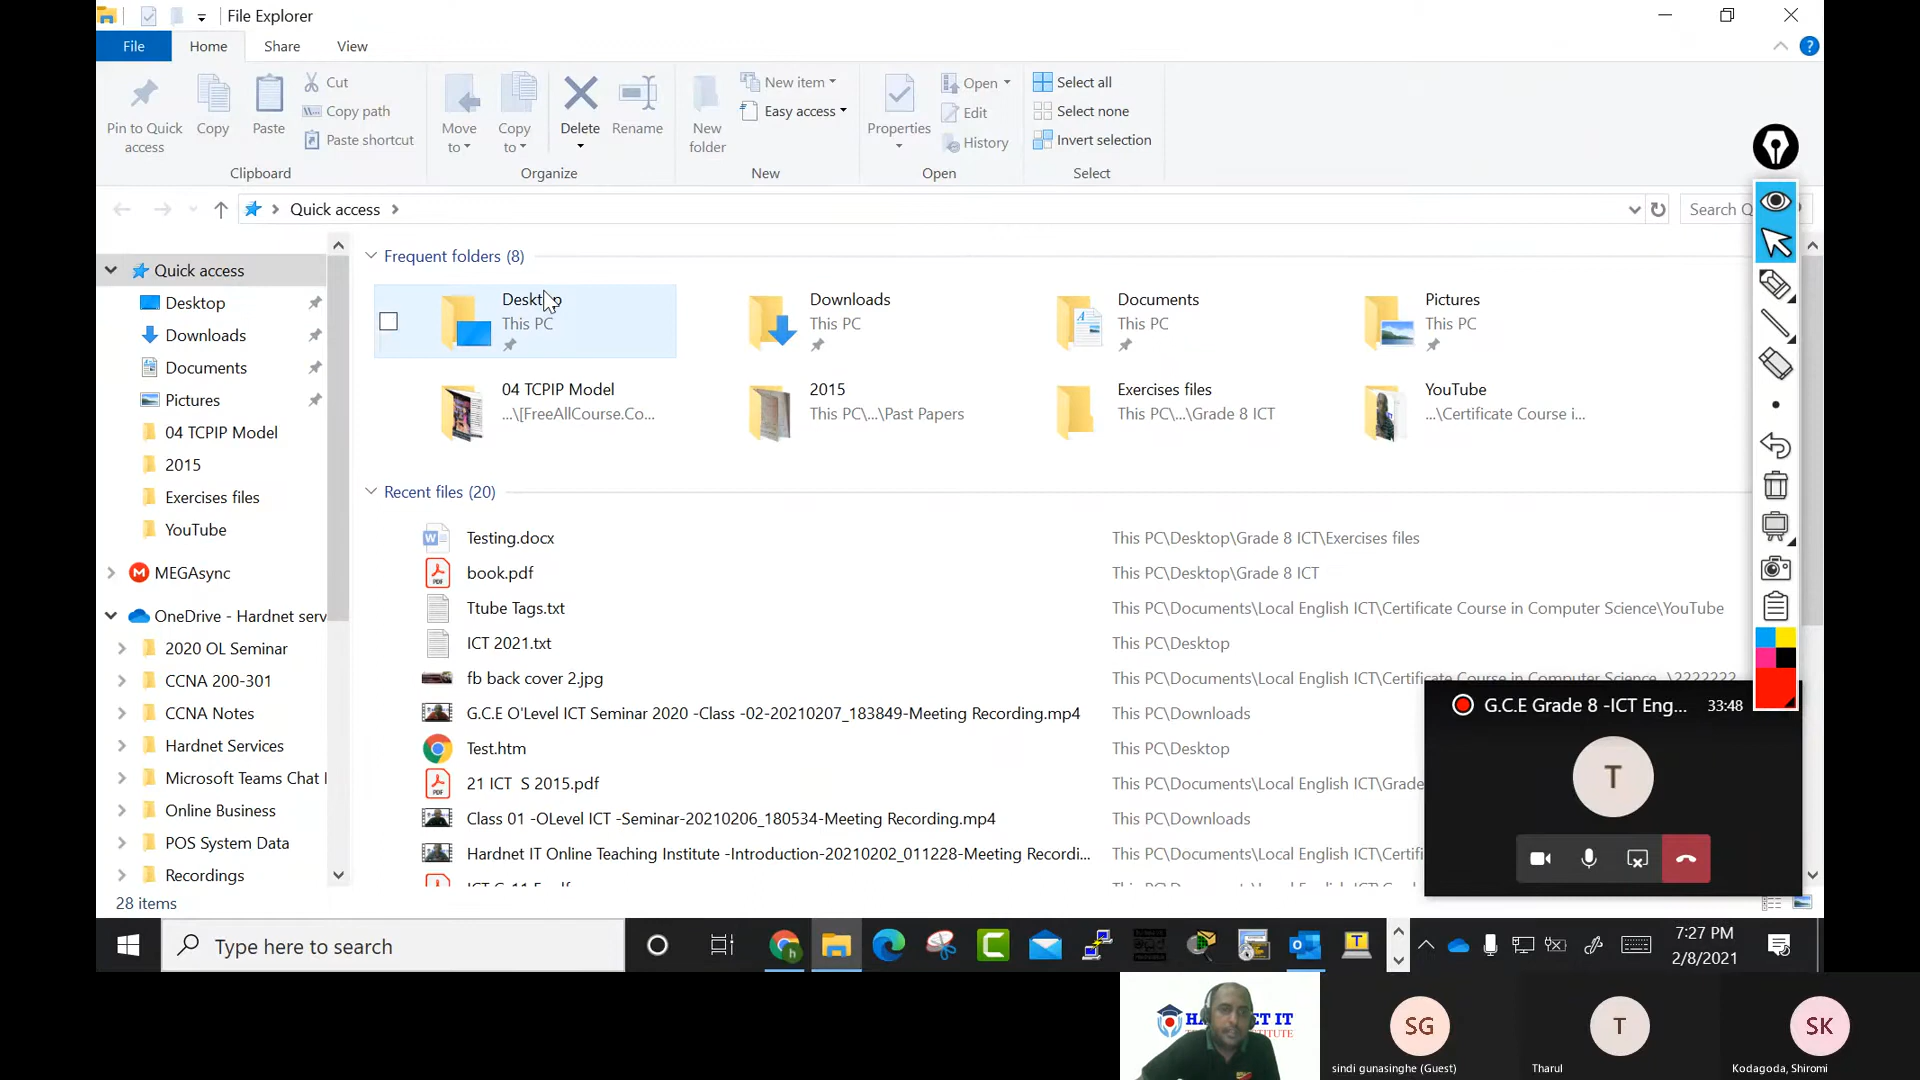 File Explorer
File Home Share View
Pin to Quick access
Copy
Paste
Cut
Copy path
Paste shortcut
Clipboard
Move to
Copy to
Delete
Rename
Organize
New folder
New item
Easy access
New
Properties
Open
Edit
History
Open
Select all
Select none
Invert selection
Select
Quick access
Search Q
Quick access
Desktop
Downloads
Documents
Pictures
04 TCPIP Model
2015
Exercises files
YouTube
MEGAsync
OneDrive - Hardnet serv
2020 OL Seminar
CCNA 200-301
CCNA Notes
Hardnet Services
Microsoft Teams Chat
Online Business
POS System Data
Recordings
28 items
Frequent folders (8)
Desktop
This PC
Downloads
This PC
Documents
This PC
Pictures
This PC
04 TCPIP Model
...\[FreeAllCourse.Co...
2015
This PC\...\Past Papers
Exercises files
This PC\...\Grade 8 ICT
YouTube
...\Certificate Course i...
Recent files (20)
Testing.docx This PC\Desktop\Grade 8 ICT\Exercises files
book.pdf This PC\Desktop\Grade 8 ICT
Ttube Tags.txt This PC\Documents\Local English ICT\Certificate Course in Computer Science\YouTube
ICT 2021.txt This PC\Desktop
fb back cover 2.jpg This PC\Documents\Local English ICT\Certificate Course in Computer Science
G.C.E O'Level ICT Seminar 2020 -Class -02-20210207_183849-Meeting Recording.mp4 This PC\Downloads
Test.htm This PC\Desktop
21 ICT S 2015.pdf This PC\Documents\Local English ICT\Grade
Class 01 -OLevel ICT -Seminar-20210206_180534-Meeting Recording.mp4 This PC\Downloads
Hardnet IT Online Teaching Institute -Introduction-20210202_011228-Meeting Recordi... This PC\Documents\Local English ICT\Certifi
G.C.E Grade 8 -ICT Eng... 33:48
T
Type here to search
7:27 PM
2/8/2021
SG
sindi gunasinghe (Guest)
T
Tharul
SK
Kodagoda, Shiromi